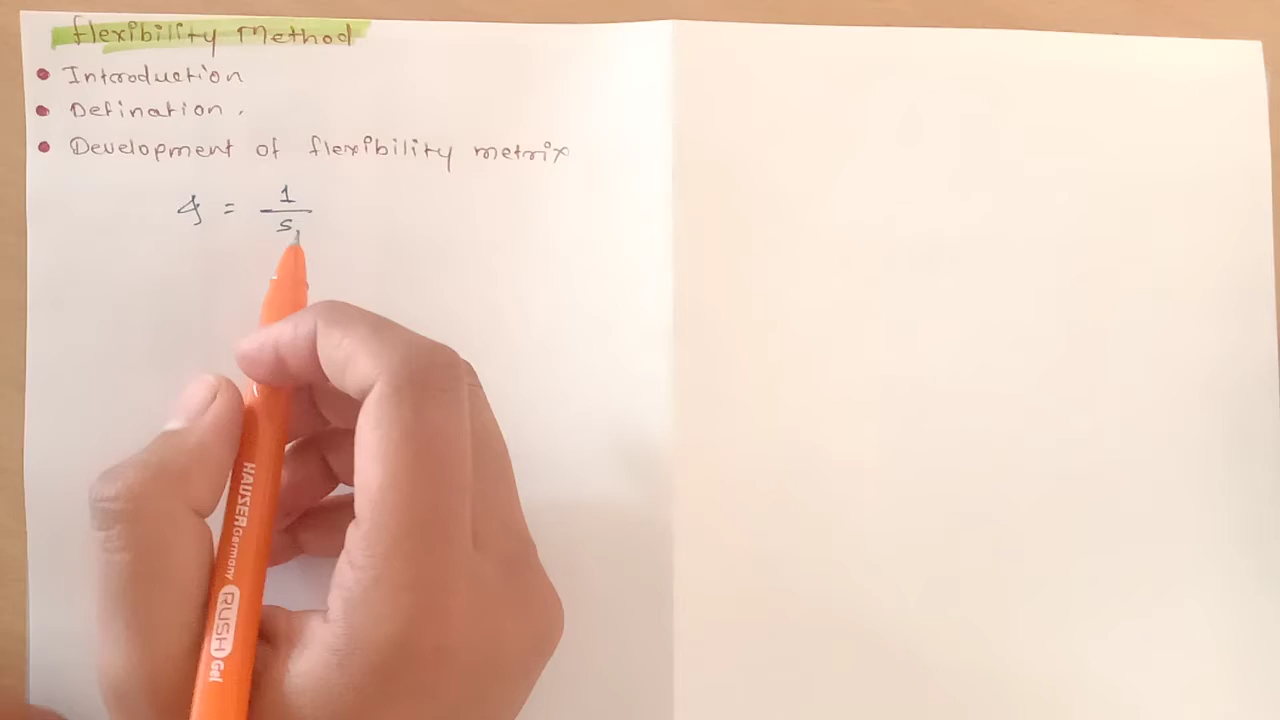 flexibility Method
Introduction
Defination.
Development of flexibility metrix
f = 1/S
HAUSER Germany RUSH Gel